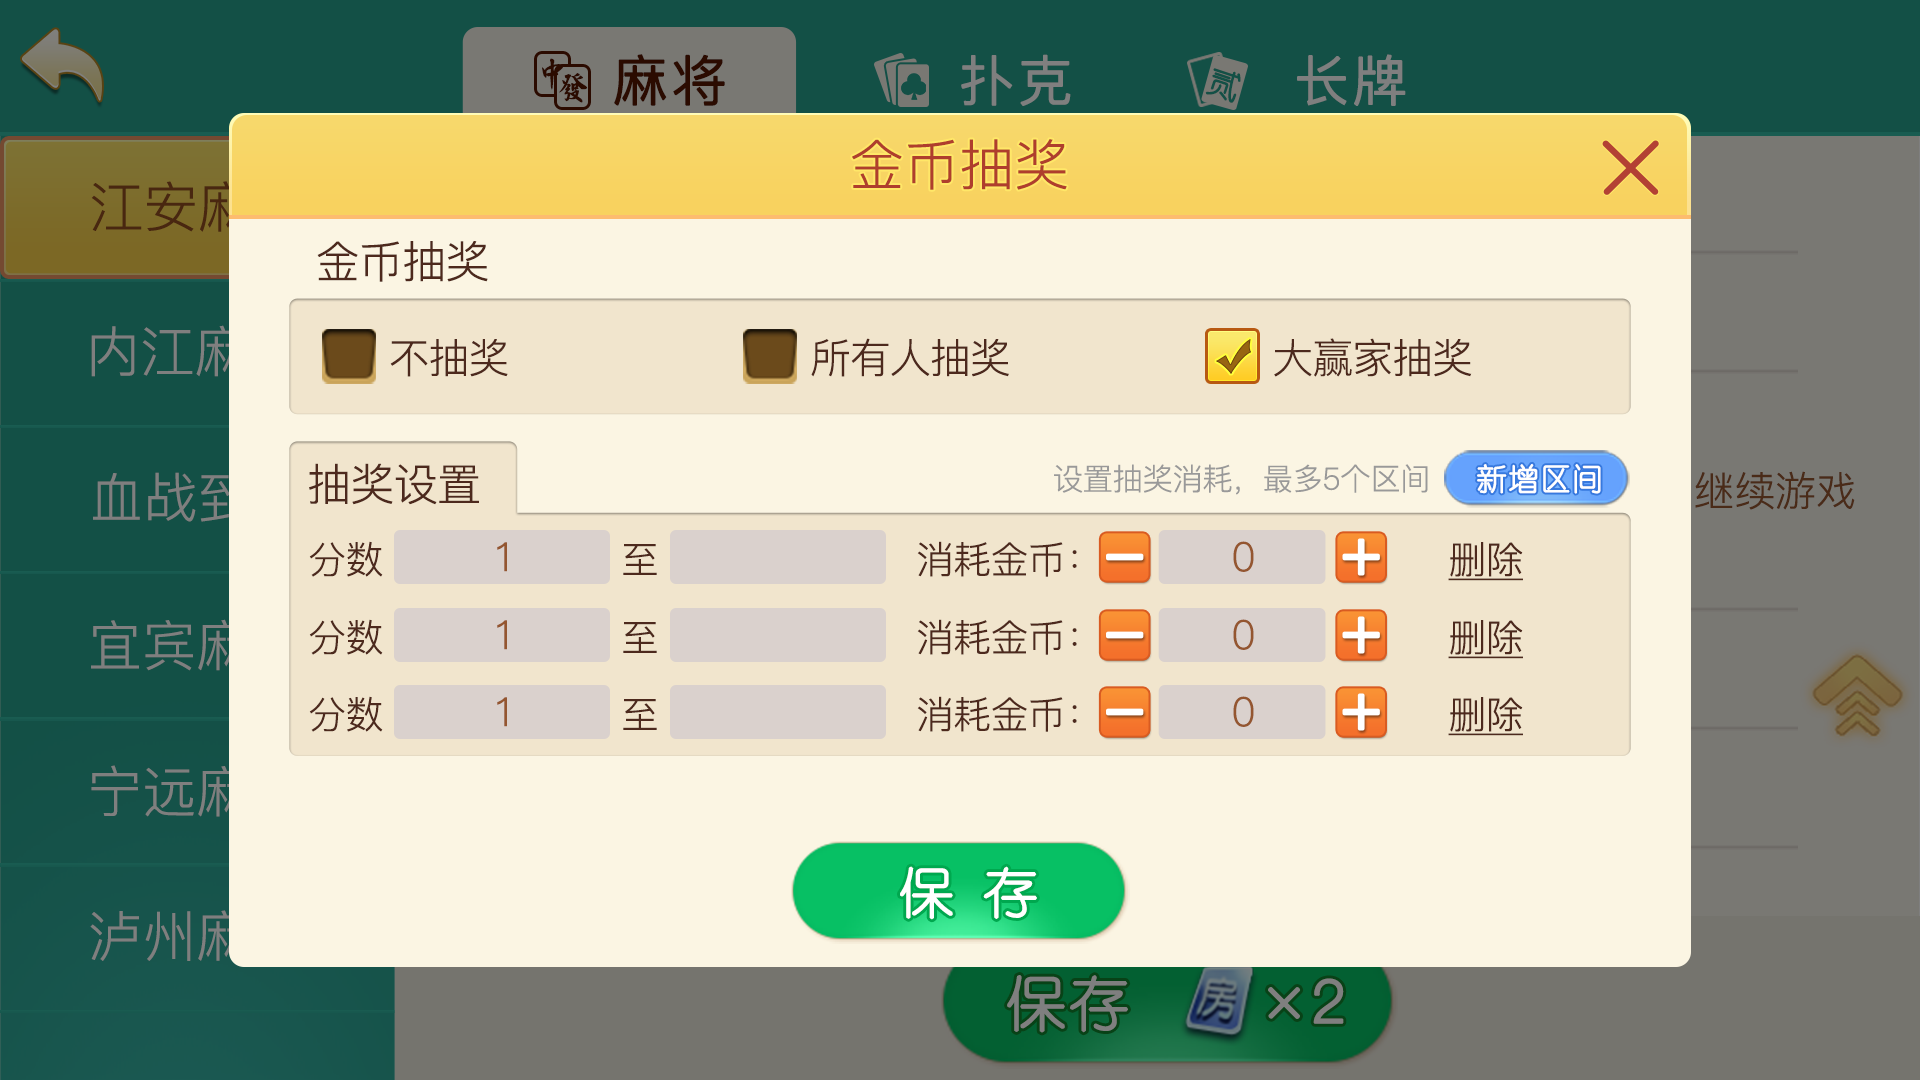 麻将
扑克
长牌
金币抽奖
江安麻
内江麻
血战到
宜宾麻
宁远麻
泸州麻
金币抽奖
不抽奖
所有人抽奖
大赢家抽奖
抽奖设置
设置抽奖消耗，最多5个区间
新增区间
分数 1 至 消耗金币： 0 删除
分数 1 至 消耗金币： 0 删除
分数 1 至 消耗金币： 0 删除
继续游戏
保存
保存 房 ×2